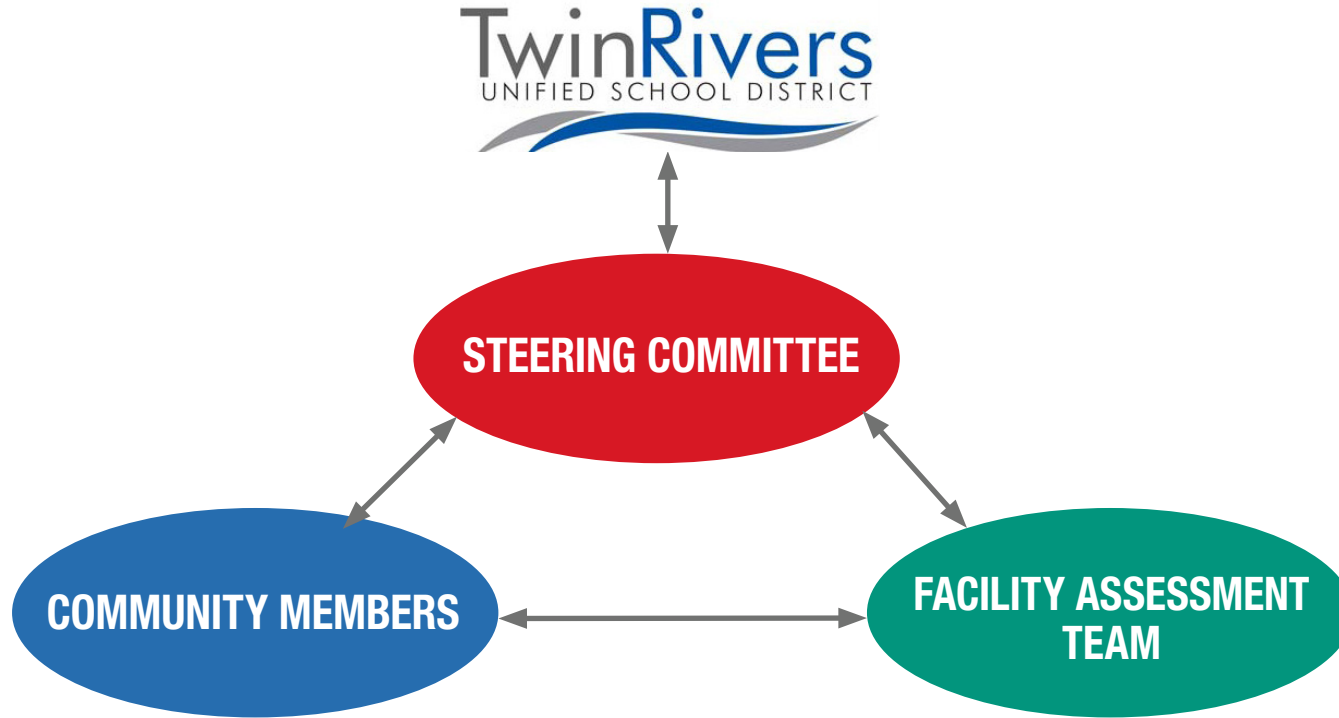 TwinRivers
UNIFIED SCHOOL DISTRICT
STEERING COMMITTEE
COMMUNITY MEMBERS
FACILITY ASSESSMENT
TEAM